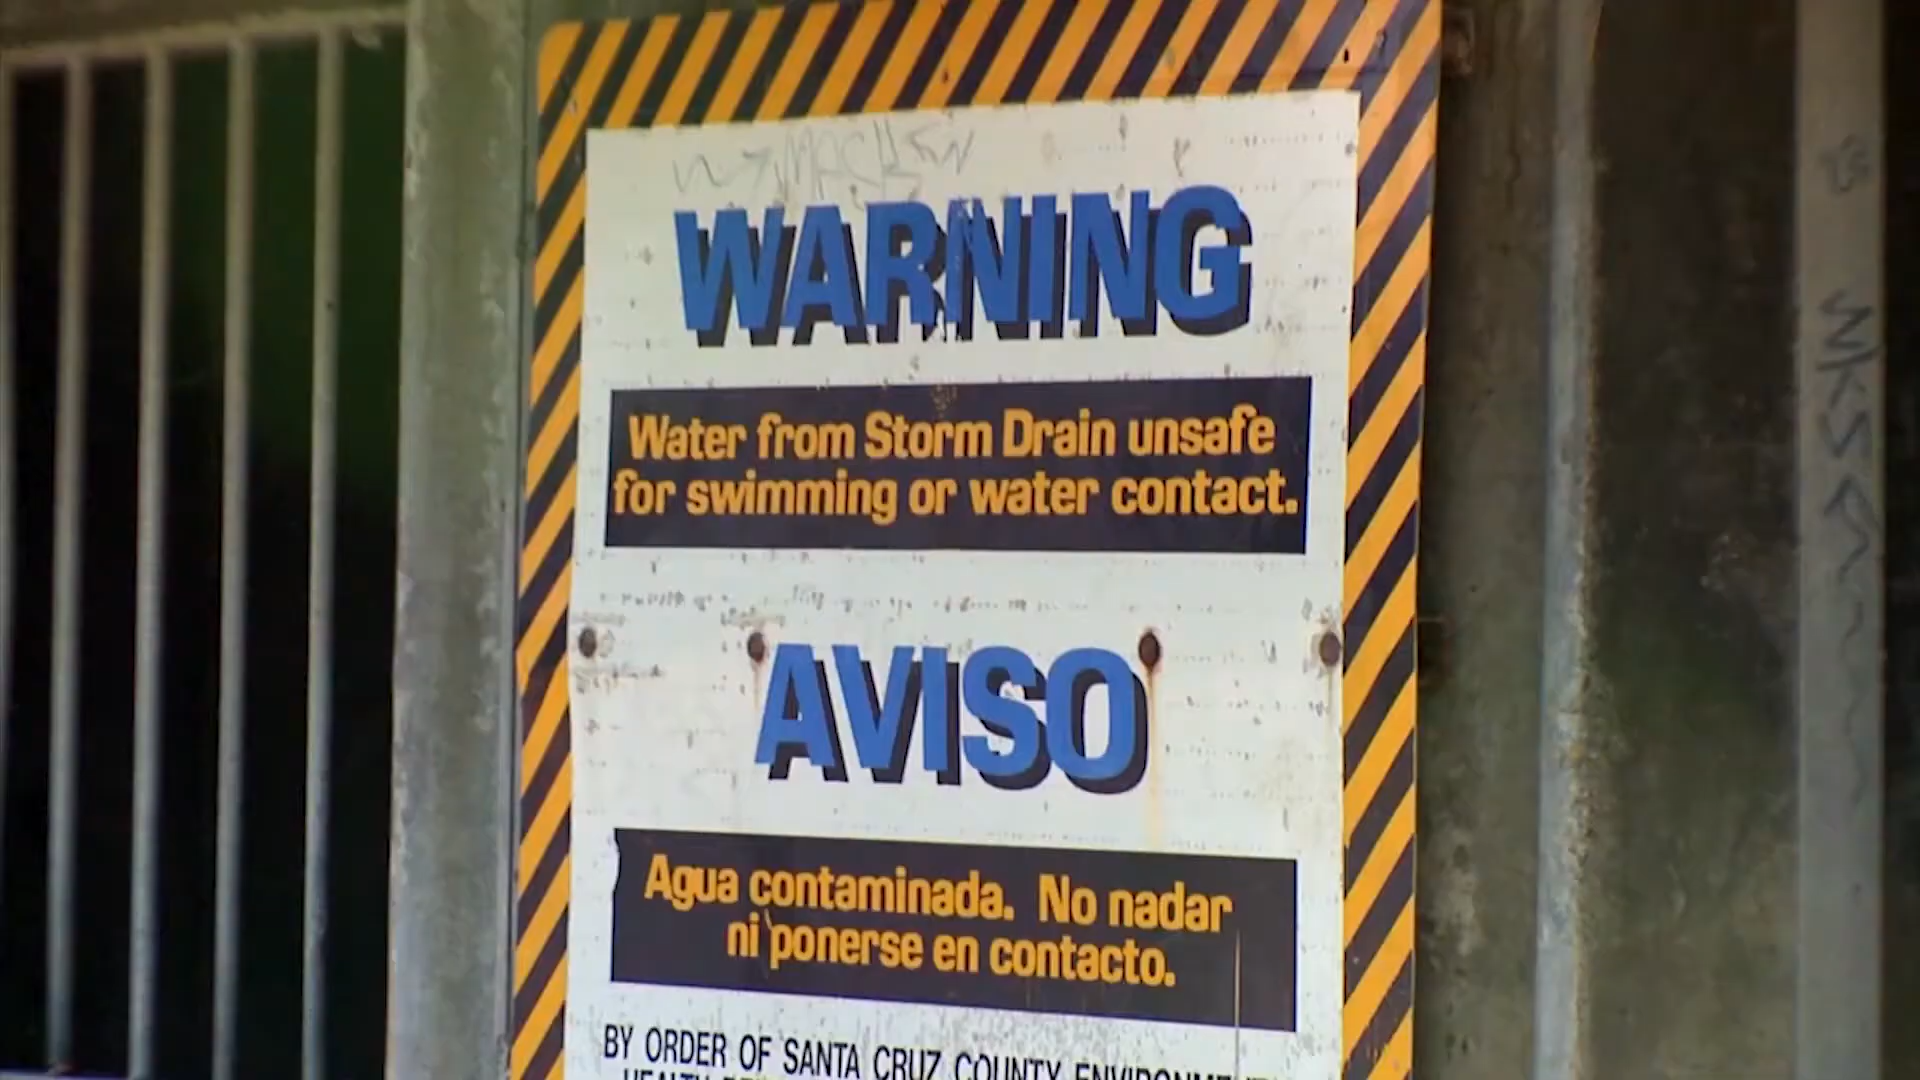 WARNING
Water from Storm Drain unsafe
for swimming or water contact.
AVISO
Agua contaminada. No nadar
ni ponerse en contacto.
BY ORDER OF SANTA CRUZ COUNTY
HEALTH